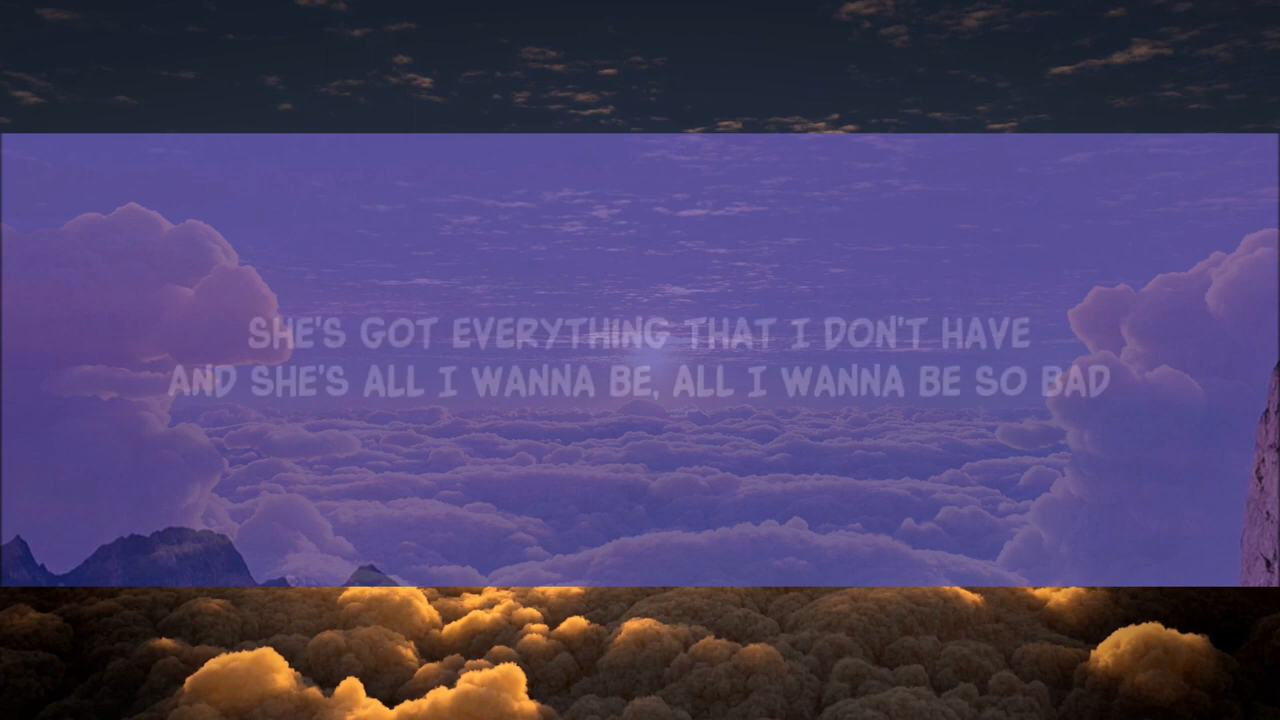 SHE'S GOT EVERYTHING THAT I DON'T HAVE
AND SHE'S ALL I WANNA BE, ALL I WANNA BE SO BAD